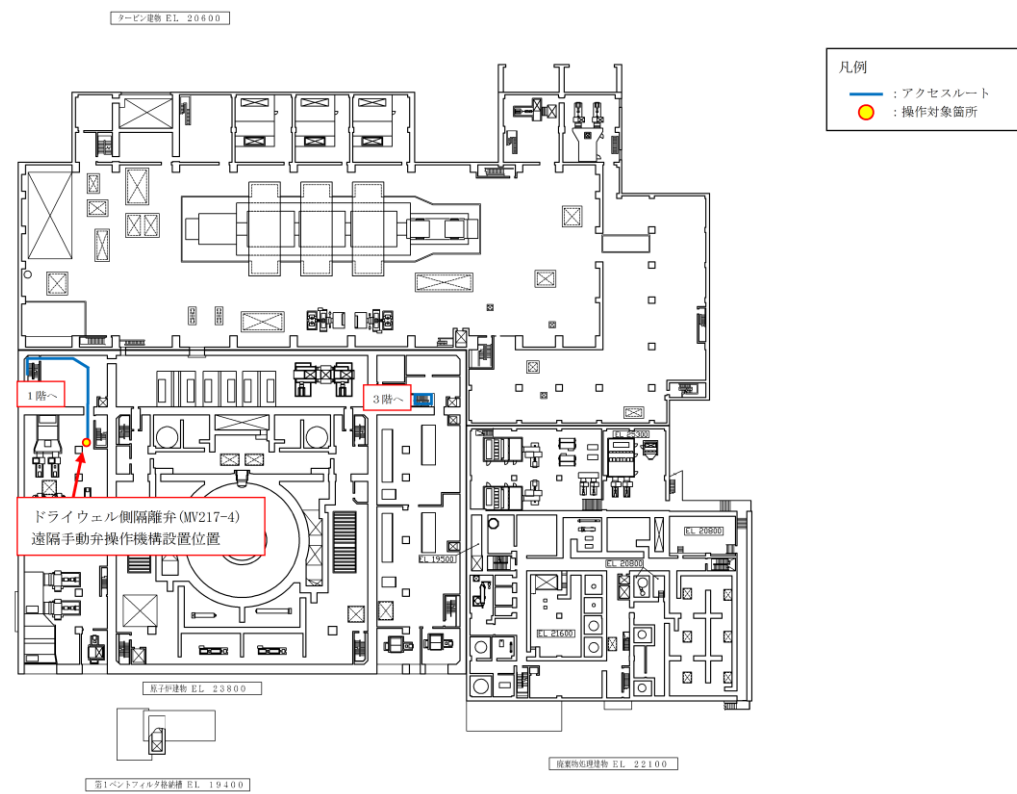 タービン建物 EL 20600
凡例
：アクセスルート
：操作対象箇所
1階へ
3階へ
EL 25300
ドライウェル側隔離弁(MV217-4)
遠隔手動弁操作機構設置位置
EL 20800
EL 19500
EL 20800
EL 21600
原子炉建物 EL 23800
廃棄物処理建物 EL 22100
第1ベントフィルタ格納槽 EL 19400